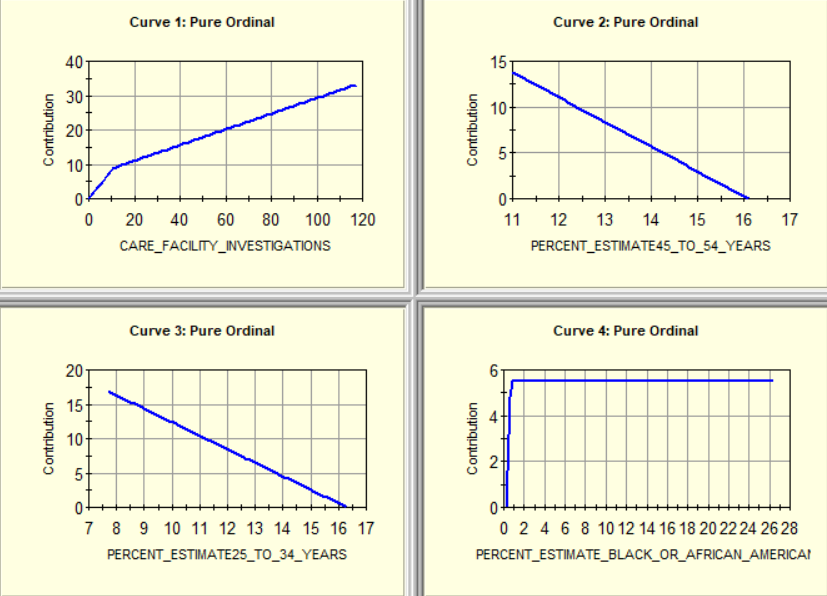 Curve 1: Pure Ordinal
40
30
20
10
0
Contribution
0 20 40 60 80 100 120
CARE_FACILITY_INVESTIGATIONS
Curve 2: Pure Ordinal
15
10
5
0
Contribution
11 12 13 14 15 16 17
PERCENT_ESTIMATE45_TO_54_YEARS
Curve 3: Pure Ordinal
20
15
10
5
0
Contribution
7 8 9 10 11 12 13 14 15 16 17
PERCENT_ESTIMATE25_TO_34_YEARS
Curve 4: Pure Ordinal
6
4
2
0
Contribution
0 2 4 6 8 10 12 14 16 18 20 22 24 26 28
PERCENT_ESTIMATE_BLACK_OR_AFRICAN_AMERICAN